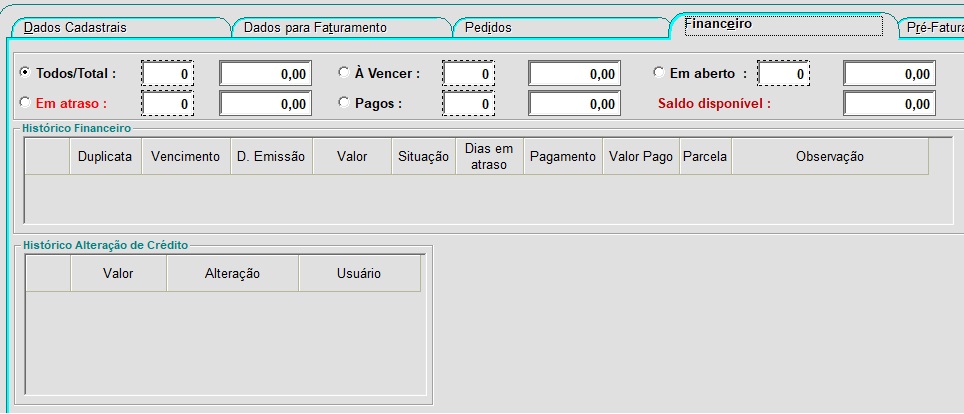 Dados Cadastrais Dados para Faturamento Pedidos Financeiro Pré-Fatura
Todos/Total : 0 0,00 À Vencer : 0 0,00 Em aberto : 0 0,00
Em atraso : 0 0,00 Pagos : 0 0,00 Saldo disponível : 0,00
Histórico Financeiro
Duplicata Vencimento D. Emissão Valor Situação Dias em atraso Pagamento Valor Pago Parcela Observação
Histórico Alteração de Crédito
Valor Alteração Usuário